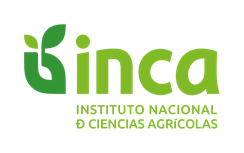 inca
INSTITUTO NACIONAL
Ð CIENCIAS AGRÍCOLAS